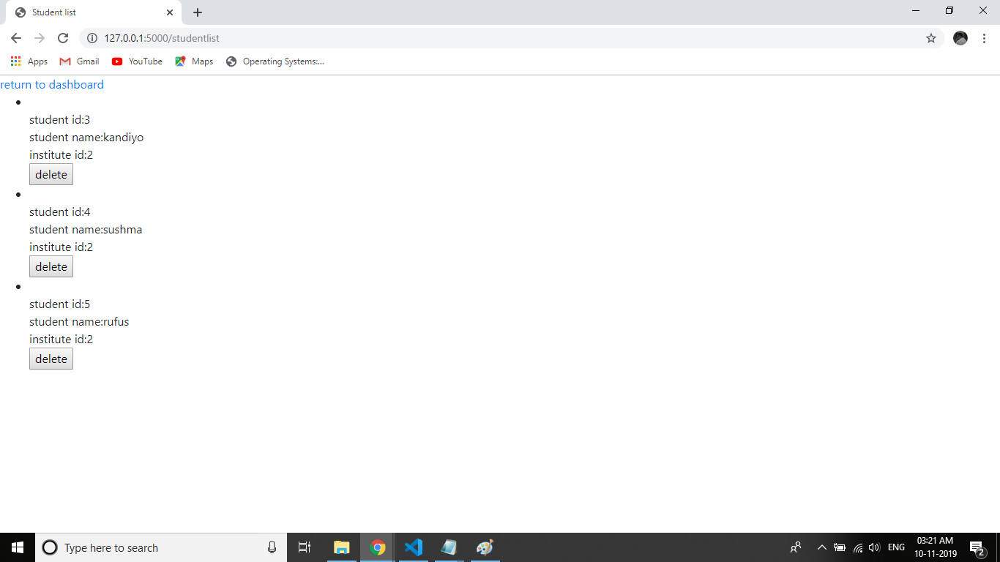 Student list
127.0.0.1:5000/studentlist
Apps Gmail YouTube Maps Operating Systems:...
return to dashboard
student id:3
student name:kandiyo
institute id:2
delete
student id:4
student name:sushma
institute id:2
delete
student id:5
student name:rufus
institute id:2
delete
Type here to search
ENG
03:21 AM
10-11-2019
2